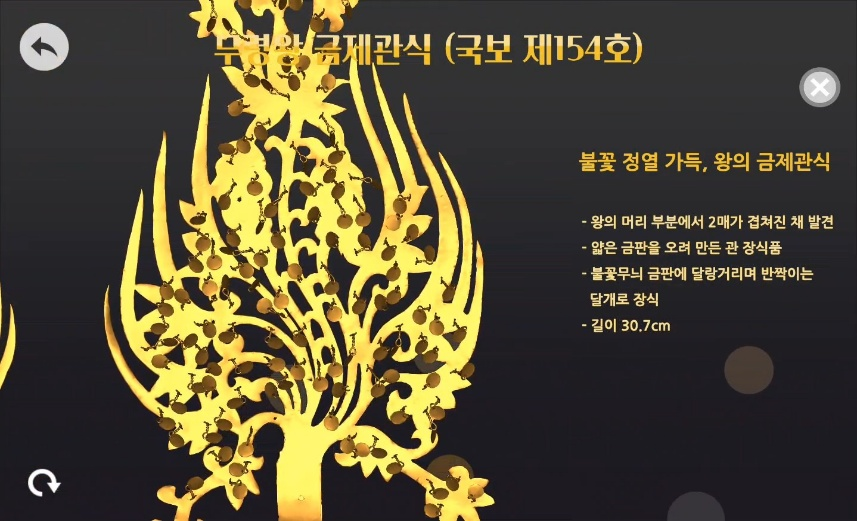 무령왕 금제관식 (국보 제154호)
불꽃 정열 가득, 왕의 금제관식
- 왕의 머리 부분에서 2매가 겹쳐진 채 발견
- 얇은 금판을 오려 만든 관 장식품
- 불꽃무늬 금판에 달랑거리며 반짝이는
달개로 장식
- 길이 30.7cm